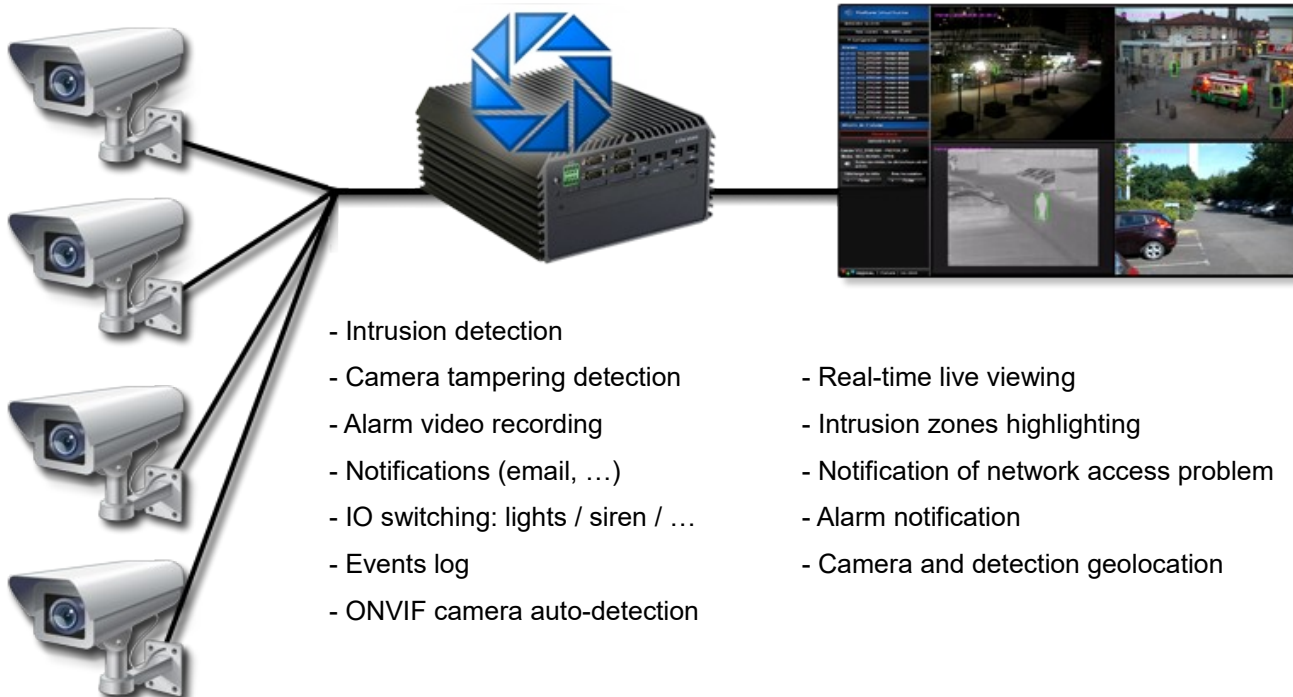 - Intrusion detection
- Camera tampering detection
- Alarm video recording
- Notifications (email, …)
- IO switching: lights / siren / …
- Events log
- ONVIF camera auto-detection
- Real-time live viewing
- Intrusion zones highlighting
- Notification of network access problem
- Alarm notification
- Camera and detection geolocation